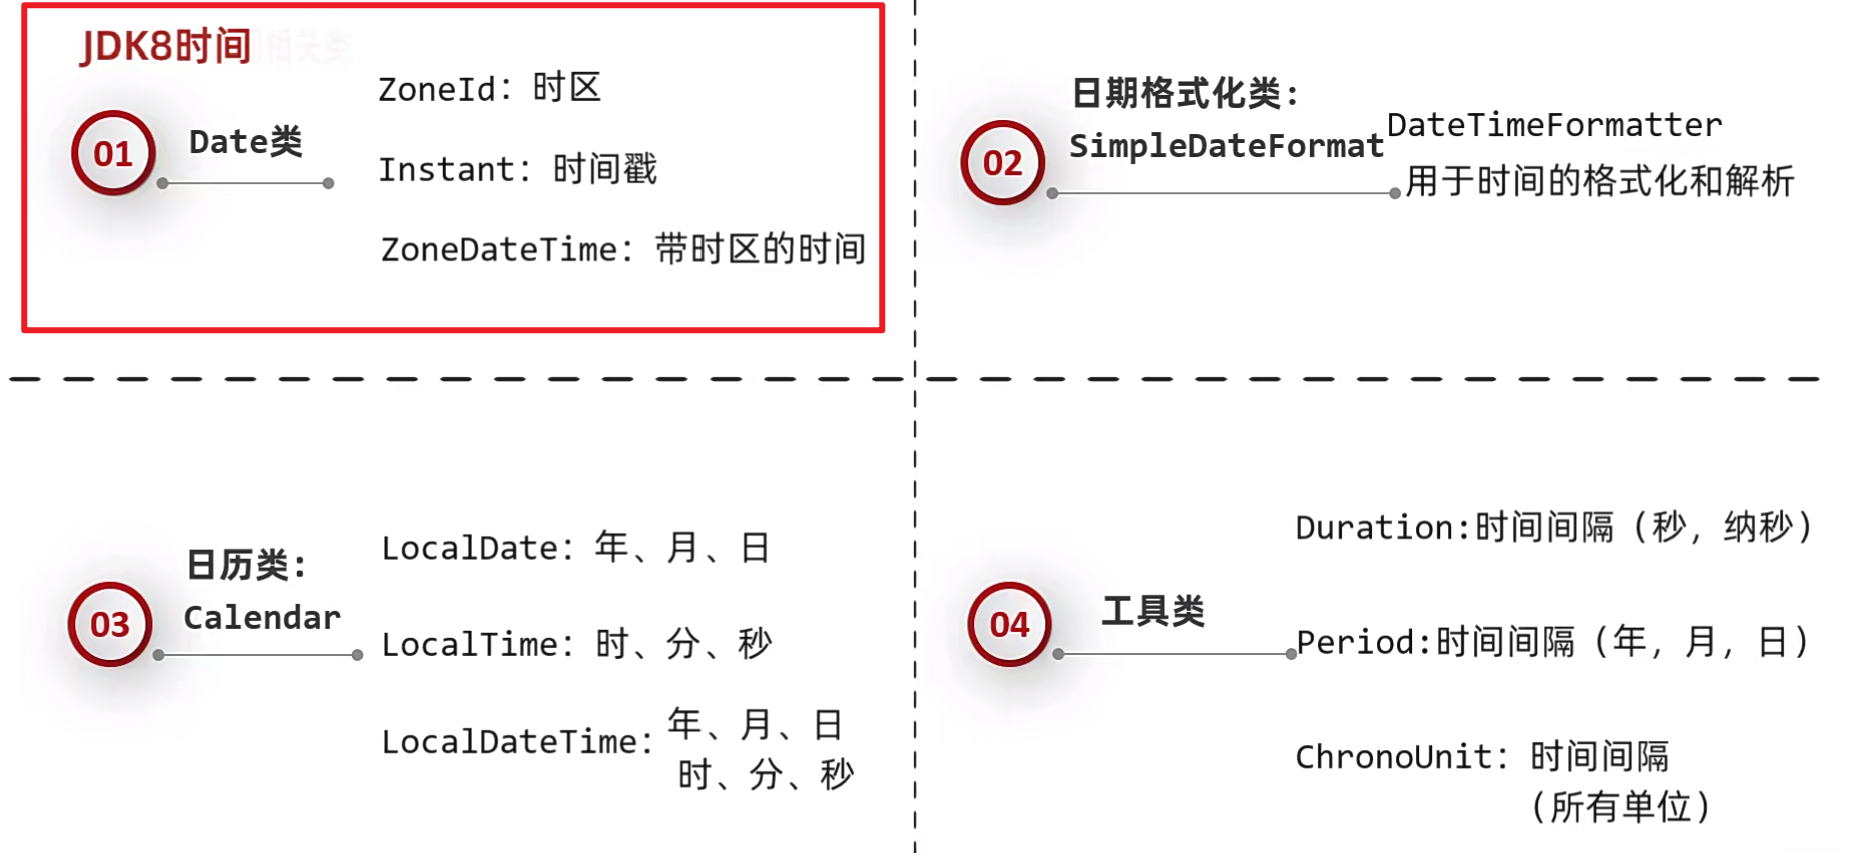 JDK8时间
ZoneId：时区
01
Date类
Instant：时间戳
ZoneDateTime：带时区的时间
日期格式化类：
02
SimpleDateFormat
DateTimeFormatter
用于时间的格式化和解析
LocalDate：年、月、日
日历类：
03
Calendar
LocalTime：时、分、秒
LocalDateTime：年、月、日
时、分、秒
Duration:时间间隔（秒，纳秒）
04
工具类
Period:时间间隔（年，月，日）
ChronoUnit：时间间隔
（所有单位）